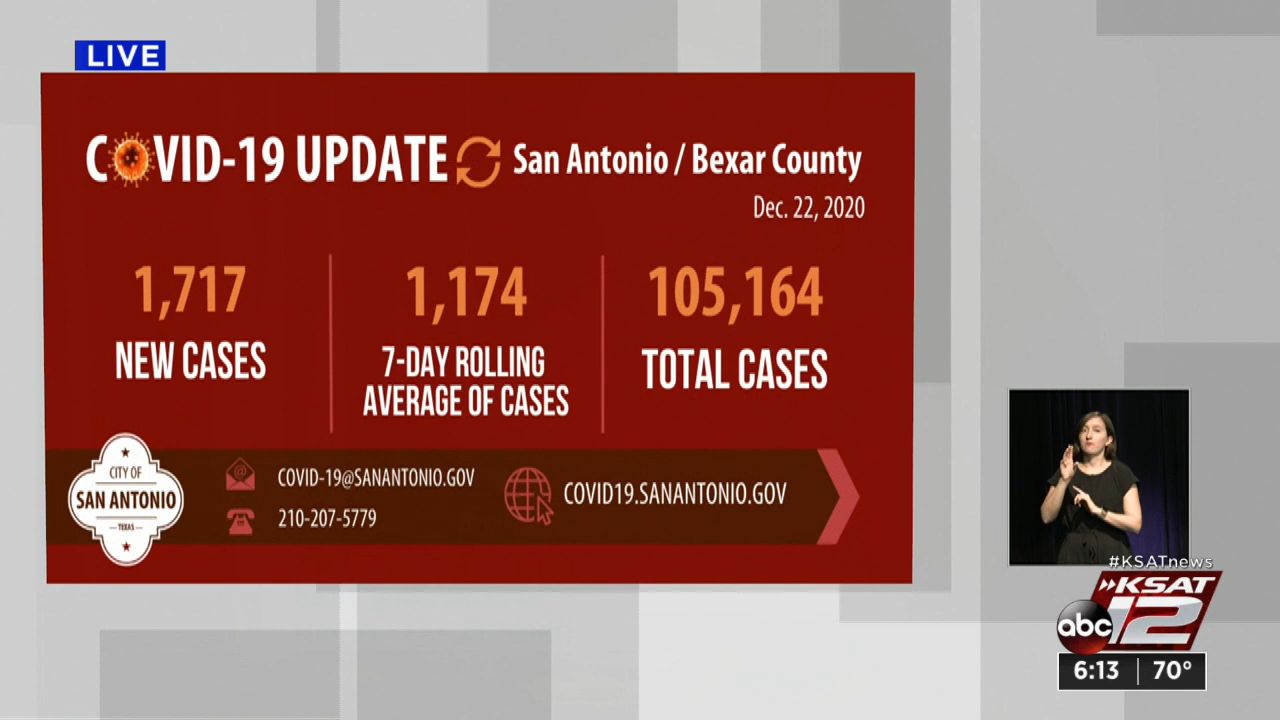 LIVE
COVID-19 UPDATE San Antonio / Bexar County
Dec. 22, 2020
1,717
NEW CASES
1,174
7-DAY ROLLING
AVERAGE OF CASES
105,164
TOTAL CASES
CITY OF
SAN ANTONIO
TEXAS
COVID-19@SANANTONIO.GOV
210-207-5779
COVID19.SANANTONIO.GOV
#KSATnews
KSAT
abc 12
6:13 70°